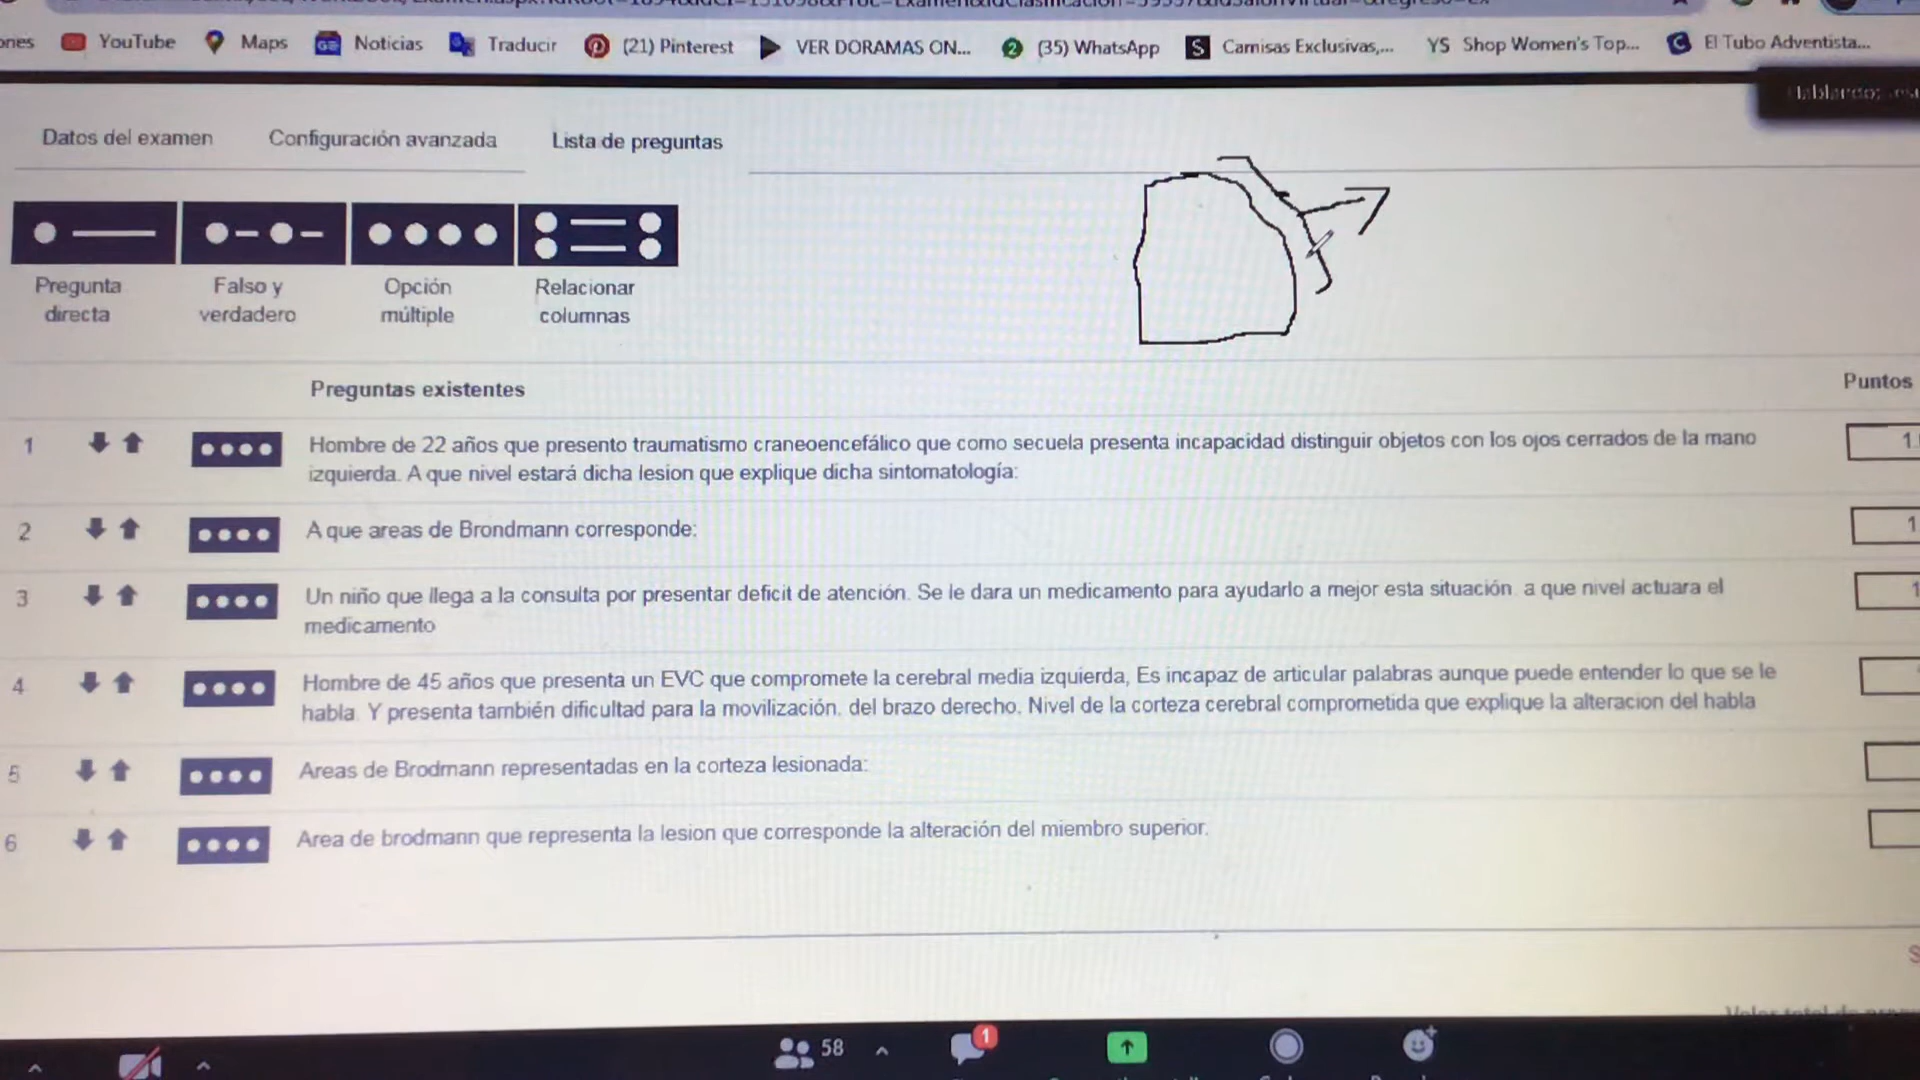 YouTube Maps Noticias Traducir (21) Pinterest VER DORAMAS ON... 2 (35) WhatsApp S Camisas Exclusivas,... YS Shop Women's Top... El Tubo Adventista...
Datos del examen Configuración avanzada Lista de preguntas
Pregunta directa
Falso y verdadero
Opción múltiple
Relacionar columnas
Preguntas existentes Puntos
1 Hombre de 22 años que presento traumatismo craneoencefálico que como secuela presenta incapacidad distinguir objetos con los ojos cerrados de la mano
izquierda. A que nivel estará dicha lesion que explique dicha sintomatología:
2 A que areas de Brondmann corresponde:
3 Un niño que llega a la consulta por presentar deficit de atención. Se le dara un medicamento para ayudarlo a mejor esta situación. a que nivel actuara el
medicamento
4 Hombre de 45 años que presenta un EVC que compromete la cerebral media izquierda, Es incapaz de articular palabras aunque puede entender lo que se le
habla. Y presenta también dificultad para la movilización. del brazo derecho. Nivel de la corteza cerebral comprometida que explique la alteracion del habla
5 Areas de Brodmann representadas en la corteza lesionada:
6 Area de brodmann que representa la lesion que corresponde la alteración del miembro superior.
58 1